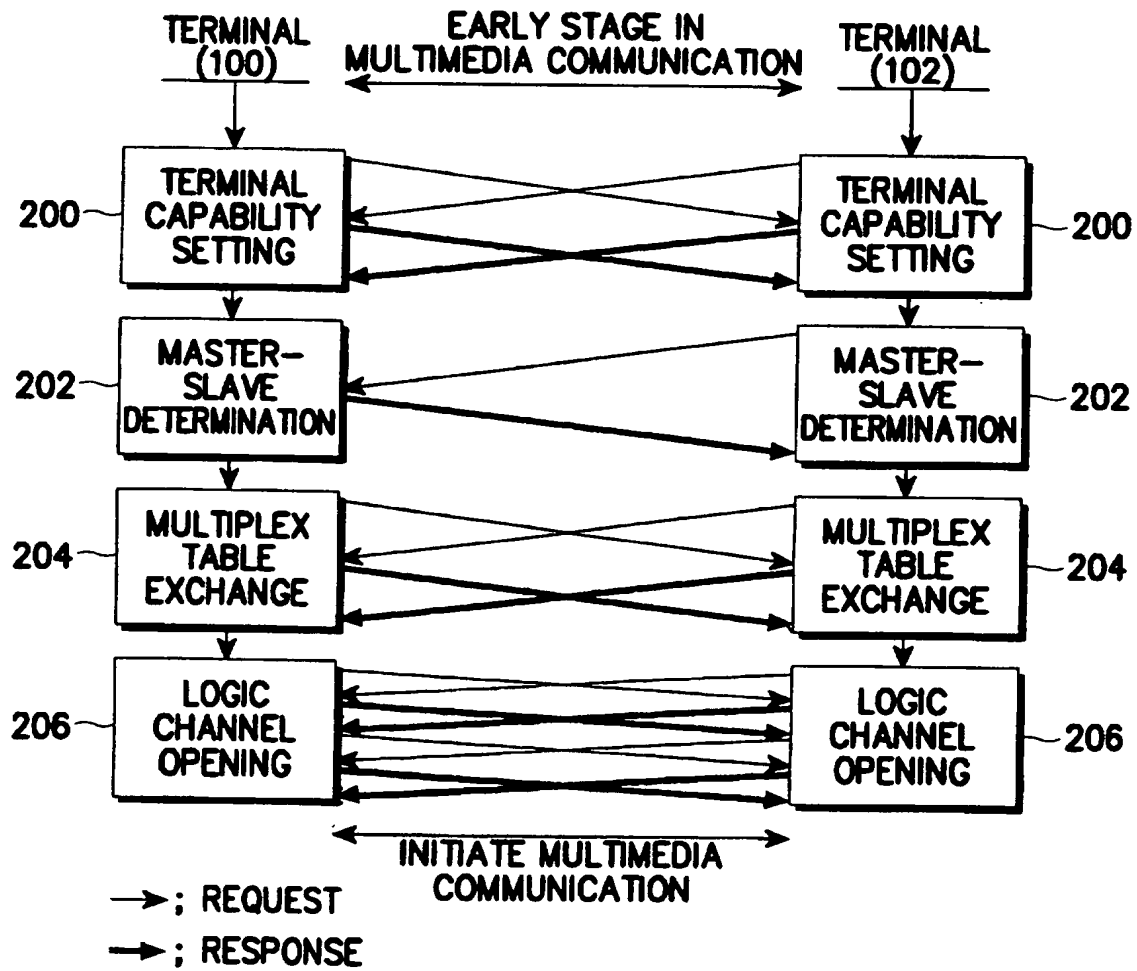 TERMINAL
(100)
EARLY STAGE IN
MULTIMEDIA COMMUNICATION
TERMINAL
(102)
200
TERMINAL
CAPABILITY
SETTING
TERMINAL
CAPABILITY
SETTING
200
202
MASTER-
SLAVE
DETERMINATION
MASTER-
SLAVE
DETERMINATION
202
204
MULTIPLEX
TABLE
EXCHANGE
MULTIPLEX
TABLE
EXCHANGE
204
206
LOGIC
CHANNEL
OPENING
LOGIC
CHANNEL
OPENING
206
INITIATE MULTIMEDIA
COMMUNICATION
; REQUEST
; RESPONSE